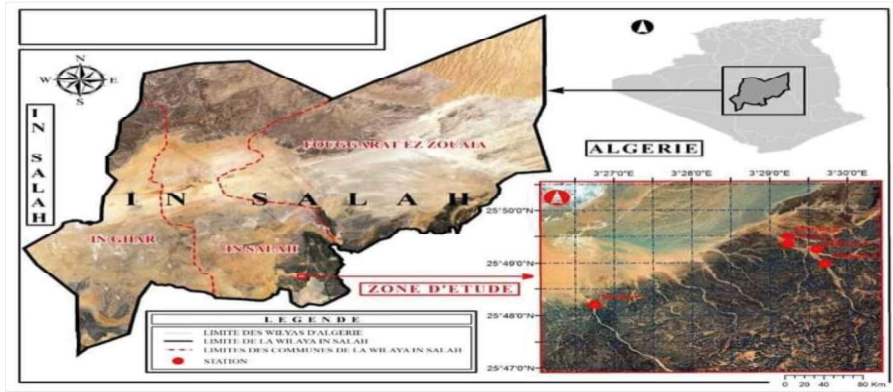 N
W
E
S
IN SALAH
FOUGGARAT EZ ZOUAIA
IN SALAH
IN GHAR
IN SALAH
ZONE D'ETUDE
ALGERIE
3°27'0"E 3°28'0"E 3°29'0"E 3°30'0"E
25°50'0"N
25°49'0"N
25°48'0"N
25°47'0"N
LEGENDE
LIMITE DES WILYAS D'ALGERIE
LIMITE DE LA WILAYA IN SALAH
LIMITES DES COMMUNES DE LA WILAYA IN SALAH
STATION
0 20 40 80 Km